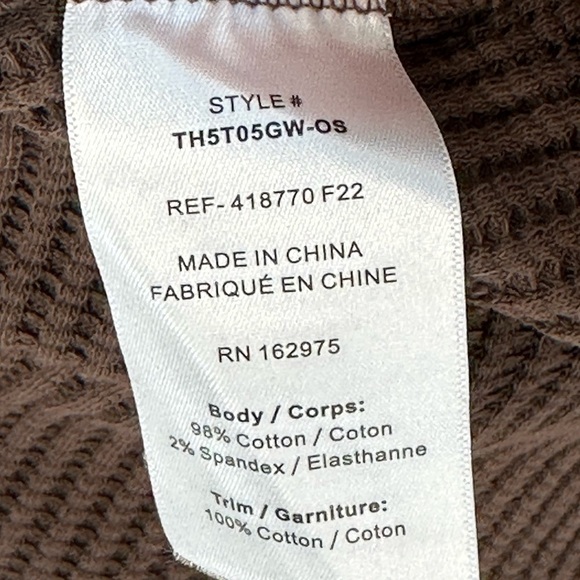 STYLE #
TH5T05GW-Os
REF- 418770 F22
MADE IN CHINA
FABRIQUÉ EN CHINE
RN 162975
Body / Corps:
98% Cotton / Coton
2% Spandex / Elasthanne
Trim / Garniture:
100% Cotton / Coton